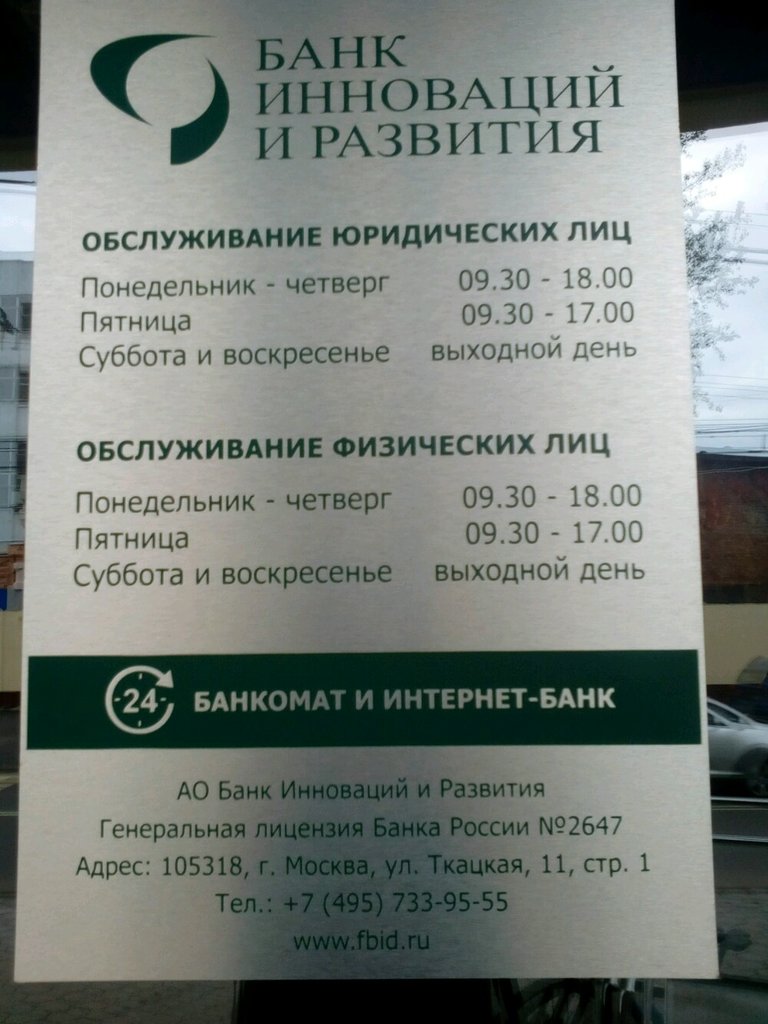 БАНК
ИННОВАЦИЙ
И РАЗВИТИЯ
ОБСЛУЖИВАНИЕ ЮРИДИЧЕСКИХ ЛИЦ
Понедельник - четверг 09.30 - 18.00
Пятница 09.30 - 17.00
Суббота и воскресенье выходной день
ОБСЛУЖИВАНИЕ ФИЗИЧЕСКИХ ЛИЦ
Понедельник - четверг 09.30 - 18.00
Пятница 09.30 - 17.00
Суббота и воскресенье выходной день
24 БАНКОМАТ И ИНТЕРНЕТ-БАНК
АО Банк Инноваций и Развития
Генеральная лицензия Банка России №2647
Адрес: 105318, г. Москва, ул. Ткацкая, 11, стр. 1
Тел.: +7 (495) 733-95-55
www.fbid.ru